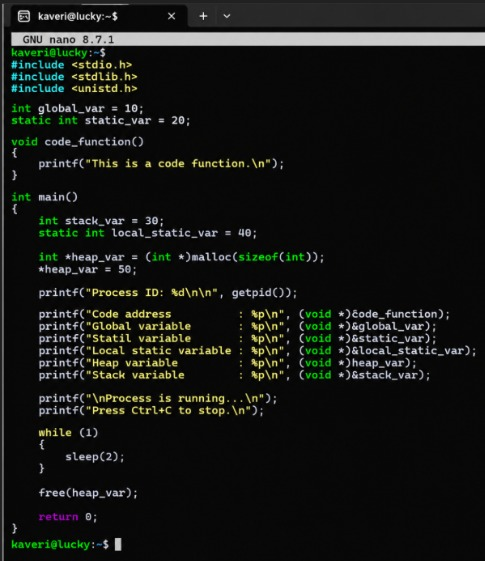 kaveri@lucky:~$
GNU nano 8.7.1
kaveri@lucky:~$
#include <stdio.h>
#include <stdlib.h>
#include <unistd.h>
int global_var = 10;
static int static_var = 20;
void code_function()
{
    printf("This is a code function.\n");
}
int main()
{
    int stack_var = 30;
    static int local_static_var = 40;
    int *heap_var = (int *)malloc(sizeof(int));
    *heap_var = 50;
    printf("Process ID: %d\n\n", getpid());
    printf("Code address          : %p\n", (void *)code_function);
    printf("Global variable       : %p\n", (void *)&global_var);
    printf("Statil variable       : %p\n", (void *)&static_var);
    printf("Local static variable : %p\n", (void *)&local_static_var);
    printf("Heap variable         : %p\n", (void *)heap_var);
    printf("Stack variable        : %p\n", (void *)&stack_var);
    printf("\nProcess is running...\n");
    printf("Press Ctrl+C to stop.\n");
    while (1)
    {
        sleep(2);
    }
    free(heap_var);
    return 0;
}
kaveri@lucky:~$